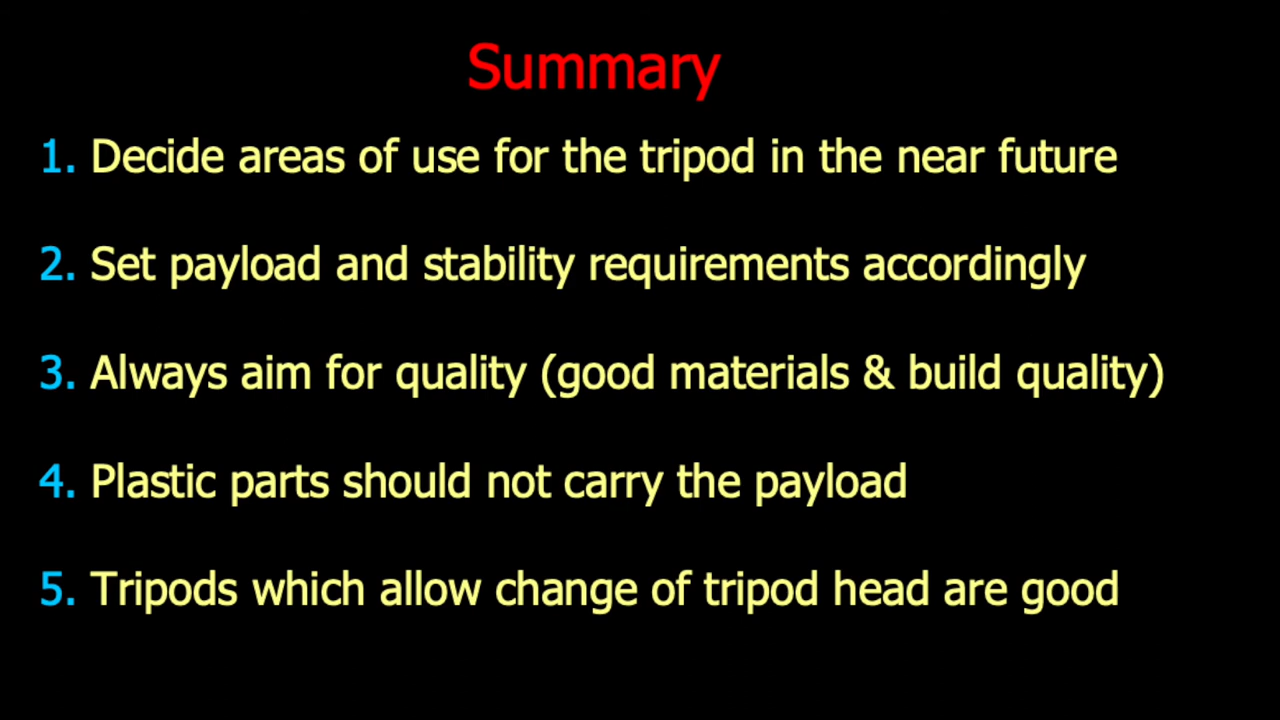 Summary
1. Decide areas of use for the tripod in the near future
2. Set payload and stability requirements accordingly
3. Always aim for quality (good materials & build quality)
4. Plastic parts should not carry the payload
5. Tripods which allow change of tripod head are good